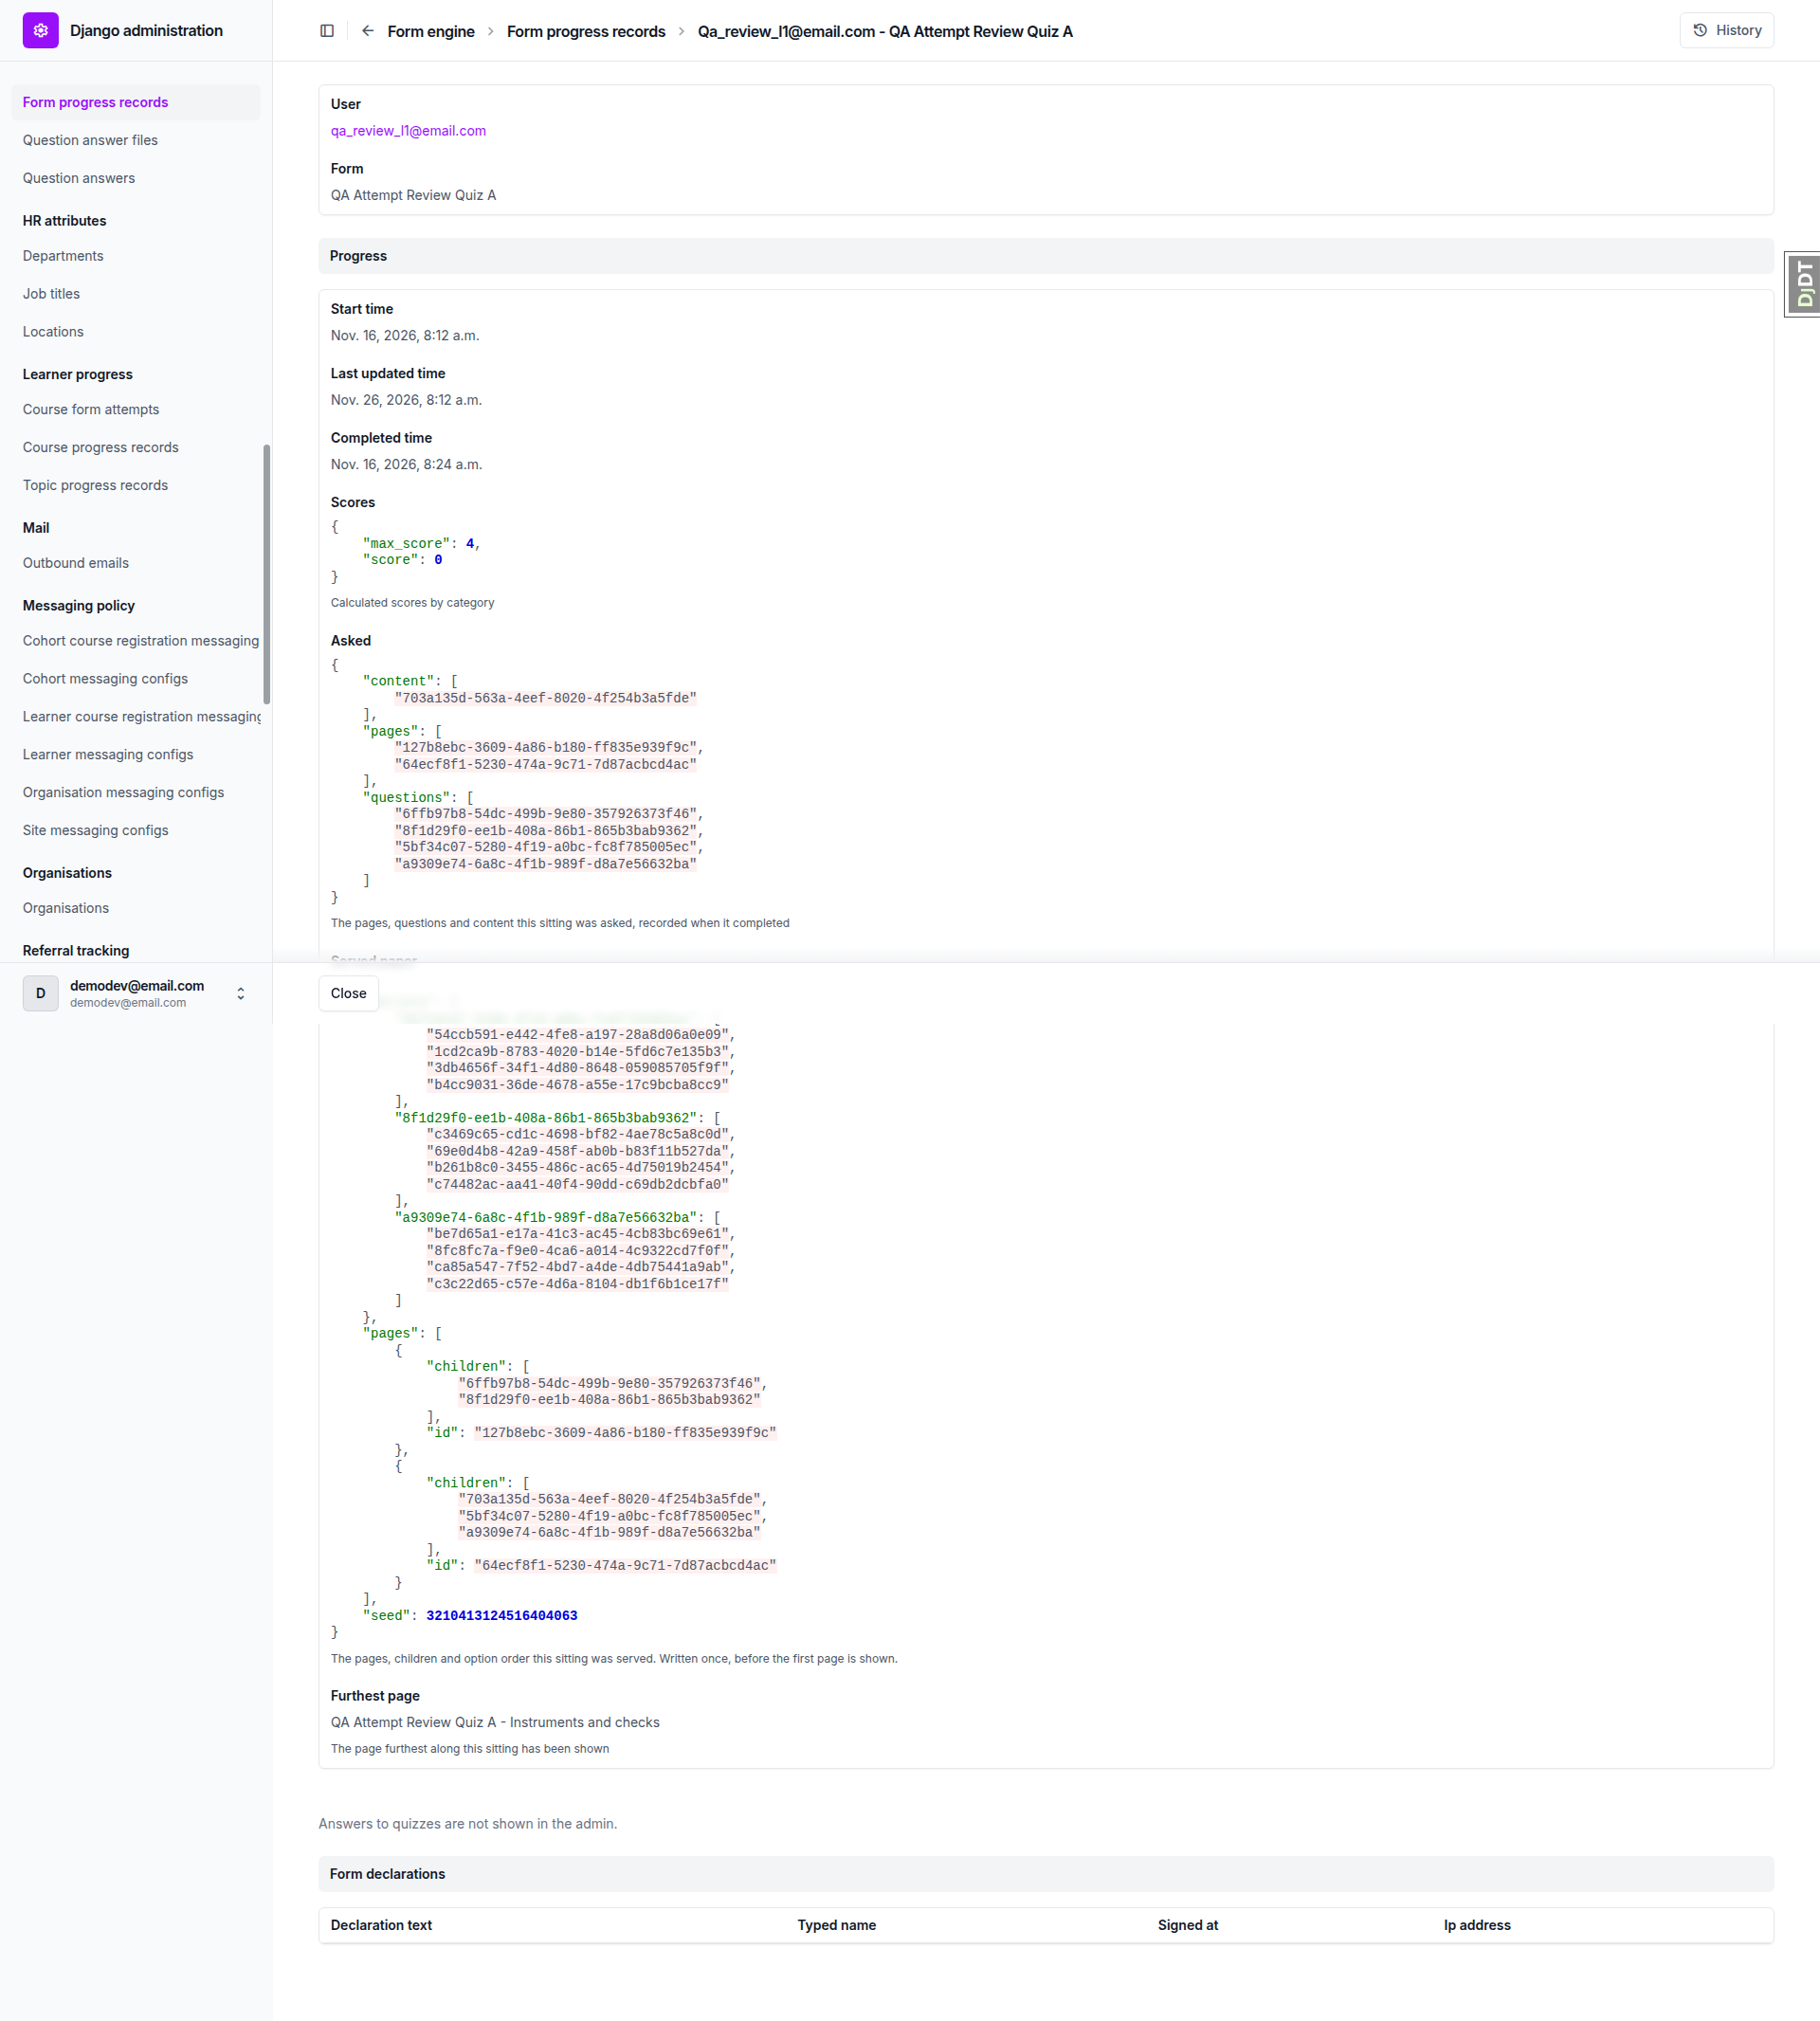 Django administration
Form engine
Form progress records
Qa_review_l1@email.com - QA Attempt Review Quiz A
History
Form progress records
Question answer files
Question answers
HR attributes
Departments
Job titles
Locations
Learner progress
Course form attempts
Course progress records
Topic progress records
Mail
Outbound emails
Messaging policy
Cohort course registration messaging
Cohort messaging configs
Learner course registration messaging
Learner messaging configs
Organisation messaging configs
Site messaging configs
Organisations
Organisations
Referral tracking
D
demodev@email.com
demodev@email.com
User
qa_review_l1@email.com
Form
QA Attempt Review Quiz A
Progress
DJDT
Start time
Nov. 16, 2026, 8:12 a.m.
Last updated time
Nov. 26, 2026, 8:12 a.m.
Completed time
Nov. 16, 2026, 8:24 a.m.
Scores
{
"max_score": 4,
"score": 0
}
Calculated scores by category
Asked
{
"content": [
"703a135d-563a-4eef-8020-4f254b3a5fde"
],
"pages": [
"127b8ebc-3609-4a86-b180-ff835e939f9c",
"64ecf8f1-5230-474a-9c71-7d87acbcd4ac"
],
"questions": [
"6ffb97b8-54dc-499b-9e80-357926373f46",
"8f1d29f0-ee1b-408a-86b1-865b3bab9362",
"5bf34c07-5280-4f19-a0bc-fc8f785005ec",
"a9309e74-6a8c-4f1b-989f-d8a7e56632ba"
]
}
The pages, questions and content this sitting was asked, recorded when it completed
Served paper
Close
"54ccb591-e442-4fe8-a197-28a8d06a0e09",
"1cd2ca9b-8783-4020-b14e-5fd6c7e135b3",
"3db4656f-34f1-4d80-8648-059085705f9f",
"b4cc9031-36de-4678-a55e-17c9bcba8cc9"
],
"8f1d29f0-ee1b-408a-86b1-865b3bab9362": [
"c3469c65-cd1c-4698-bf82-4ae78c5a8c0d",
"69e0d4b8-42a9-458f-ab0b-b83f11b527da",
"b261b8c0-3455-486c-ac65-4d75019b2454",
"c74482ac-aa41-40f4-90dd-c69db2dcbfa0"
],
"a9309e74-6a8c-4f1b-989f-d8a7e56632ba": [
"be7d65a1-e17a-41c3-ac45-4cb83bc69e61",
"8fc8fc7a-f9e0-4ca6-a014-4c9322cd7f0f",
"ca85a547-7f52-4bd7-a4de-4db75441a9ab",
"c3c22d65-c57e-4d6a-8104-db1f6b1ce17f"
]
},
"pages": [
{
"children": [
"6ffb97b8-54dc-499b-9e80-357926373f46",
"8f1d29f0-ee1b-408a-86b1-865b3bab9362"
],
"id": "127b8ebc-3609-4a86-b180-ff835e939f9c"
},
{
"children": [
"703a135d-563a-4eef-8020-4f254b3a5fde",
"5bf34c07-5280-4f19-a0bc-fc8f785005ec",
"a9309e74-6a8c-4f1b-989f-d8a7e56632ba"
],
"id": "64ecf8f1-5230-474a-9c71-7d87acbcd4ac"
}
],
"seed": 3210413124516404063
}
The pages, children and option order this sitting was served. Written once, before the first page is shown.
Furthest page
QA Attempt Review Quiz A - Instruments and checks
The page furthest along this sitting has been shown
Answers to quizzes are not shown in the admin.
Form declarations
Declaration text
Typed name
Signed at
Ip address